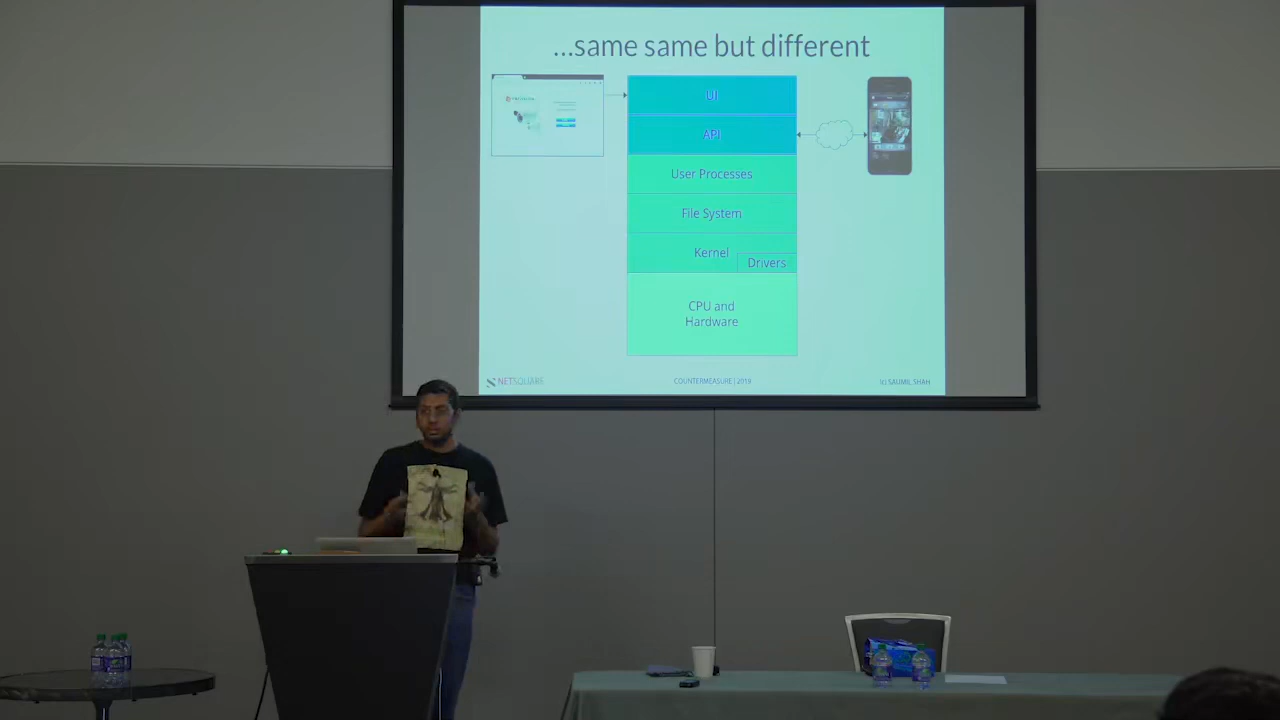 ...same same but different
UI
API
User Processes
File System
Kernel
Drivers
CPU and
Hardware
NETSQUARE
COUNTERMEASURE | 2019
(c) SAUMIL SHAH